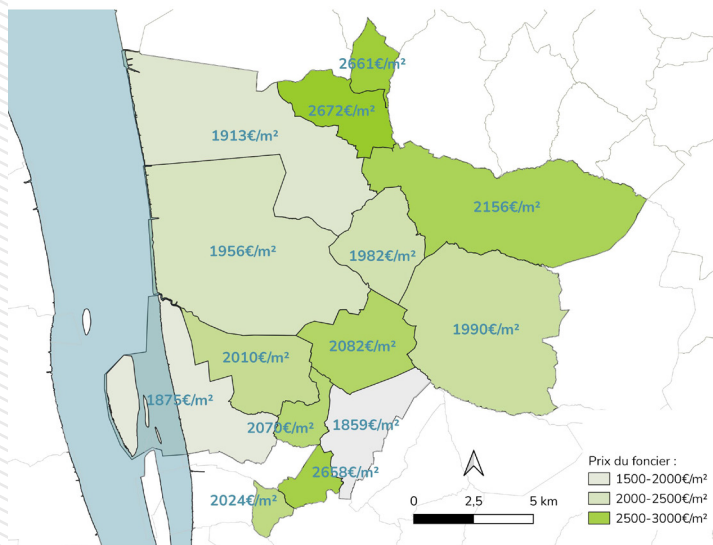 2661€/m²
2672€/m²
1913€/m²
2156€/m²
1956€/m²
1982€/m²
1990€/m²
2010€/m²
2082€/m²
1875€/m²
2070€/m²
1859€/m²
2658€/m²
2024€/m²
Prix du foncier :
1500-2000€/m²
2000-2500€/m²
2500-3000€/m²
0 2,5 5 km